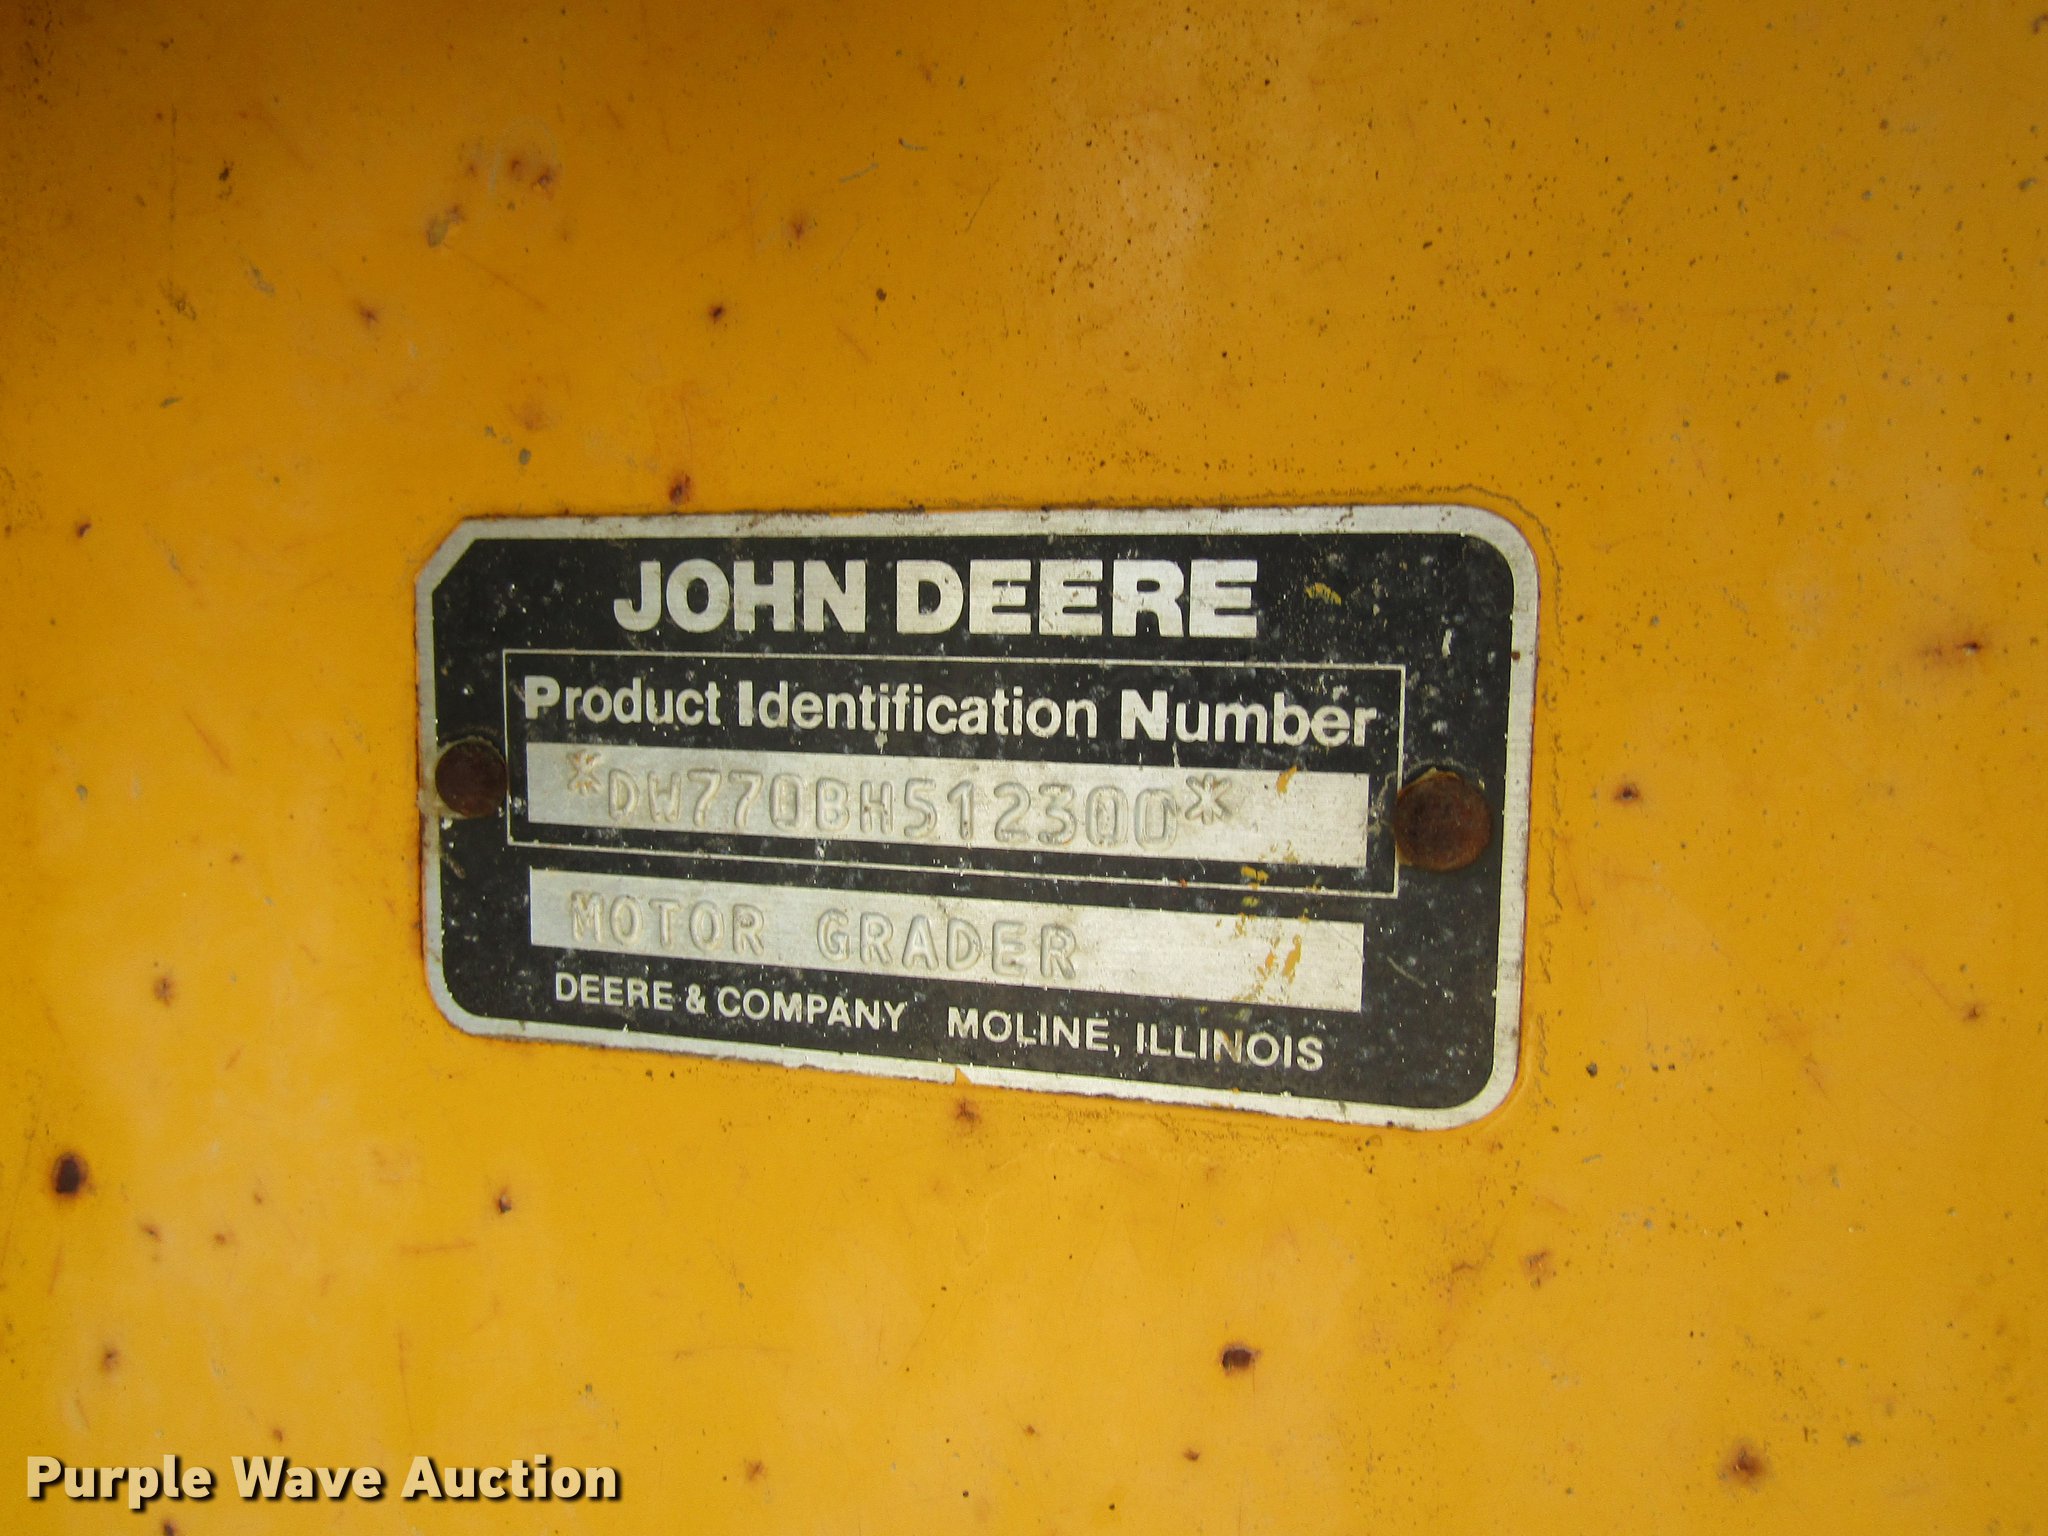 JOHN DEERE
Product Identification Number
*DW770BH512300*
MOTOR GRADER
DEERE & COMPANY MOLINE, ILLINOIS
Purple Wave Auction